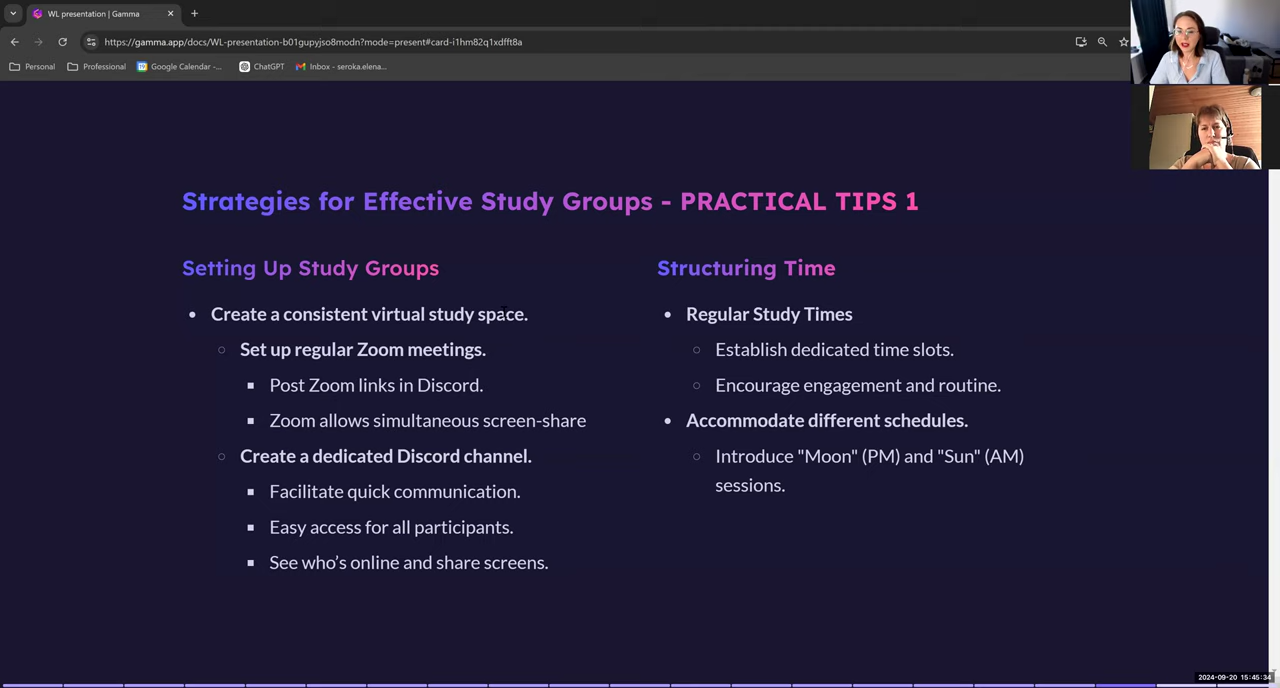 WL presentation | Gamma
https://gamma.app/docs/WL-presentation-b01gupyjso8modn?mode=present#card-i1hm82q1xdfft8a
Personal
Professional
Google Calendar -...
ChatGPT
Inbox - seroka.elena...
Strategies for Effective Study Groups - PRACTICAL TIPS 1
Setting Up Study Groups
Create a consistent virtual study space.
Set up regular Zoom meetings.
Post Zoom links in Discord.
Zoom allows simultaneous screen-share
Create a dedicated Discord channel.
Facilitate quick communication.
Easy access for all participants.
See who's online and share screens.
Structuring Time
Regular Study Times
Establish dedicated time slots.
Encourage engagement and routine.
Accommodate different schedules.
Introduce "Moon" (PM) and "Sun" (AM)
sessions.
2024-09-20 15:45:34